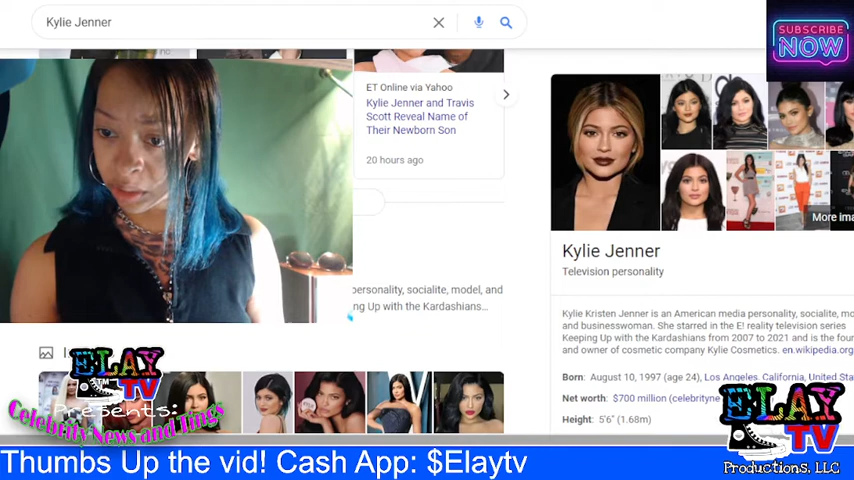 Kylie Jenner
SUBSCRIBE
NOW
ET Online via Yahoo
Kylie Jenner and Travis
Scott Reveal Name of
Their Newborn Son
20 hours ago
More ima
Kylie Jenner
Television personality
personality, socialite, model, and
ng Up with the Kardashians...
Kylie Kristen Jenner is an American media personality, socialite, mo
and businesswoman. She starred in the E! reality television series
Keeping Up with the Kardashians from 2007 to 2021 and is the foun
and owner of cosmetic company Kylie Cosmetics. en.wikipedia.org
Born: August 10, 1997 (age 24), Los Angeles, California, United Sta
Net worth: $700 million (celebrityne
Height: 5'6" (1.68m)
ELAY
TV
TM
Presents:
Celebrity News and Tings
ELAY
TV
Productions, LLC
Thumbs Up the vid! Cash App: $Elaytv